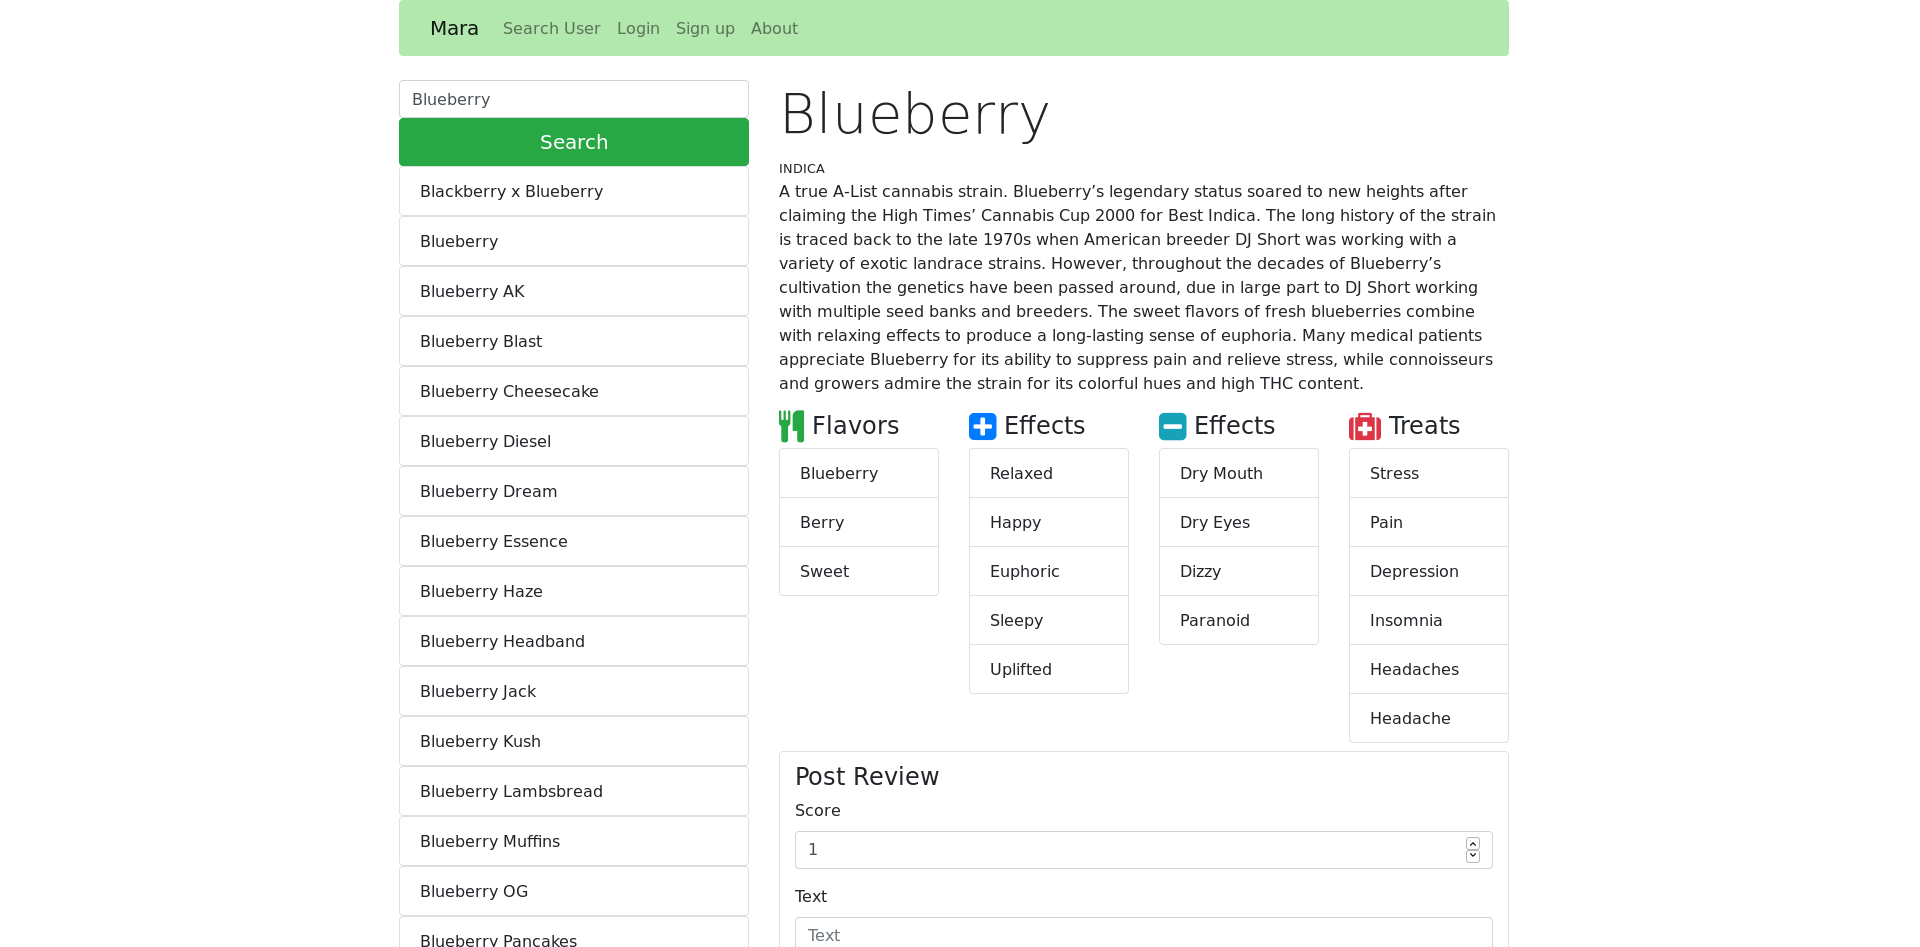 Mara Search User Login Sign up About
Blueberry
Search
Blackberry x Blueberry
Blueberry
Blueberry AK
Blueberry Blast
Blueberry Cheesecake
Blueberry Diesel
Blueberry Dream
Blueberry Essence
Blueberry Haze
Blueberry Headband
Blueberry Jack
Blueberry Kush
Blueberry Lambsbread
Blueberry Muffins
Blueberry OG
Blueberry Pancakes
Blueberry
INDICA
A true A-List cannabis strain. Blueberry’s legendary status soared to new heights after
claiming the High Times’ Cannabis Cup 2000 for Best Indica. The long history of the strain
is traced back to the late 1970s when American breeder DJ Short was working with a
variety of exotic landrace strains. However, throughout the decades of Blueberry’s
cultivation the genetics have been passed around, due in large part to DJ Short working
with multiple seed banks and breeders. The sweet flavors of fresh blueberries combine
with relaxing effects to produce a long-lasting sense of euphoria. Many medical patients
appreciate Blueberry for its ability to suppress pain and relieve stress, while connoisseurs
and growers admire the strain for its colorful hues and high THC content.
Flavors
Blueberry
Berry
Sweet
Effects
Relaxed
Happy
Euphoric
Sleepy
Uplifted
Effects
Dry Mouth
Dry Eyes
Dizzy
Paranoid
Treats
Stress
Pain
Depression
Insomnia
Headaches
Headache
Post Review
Score
1
Text
Text